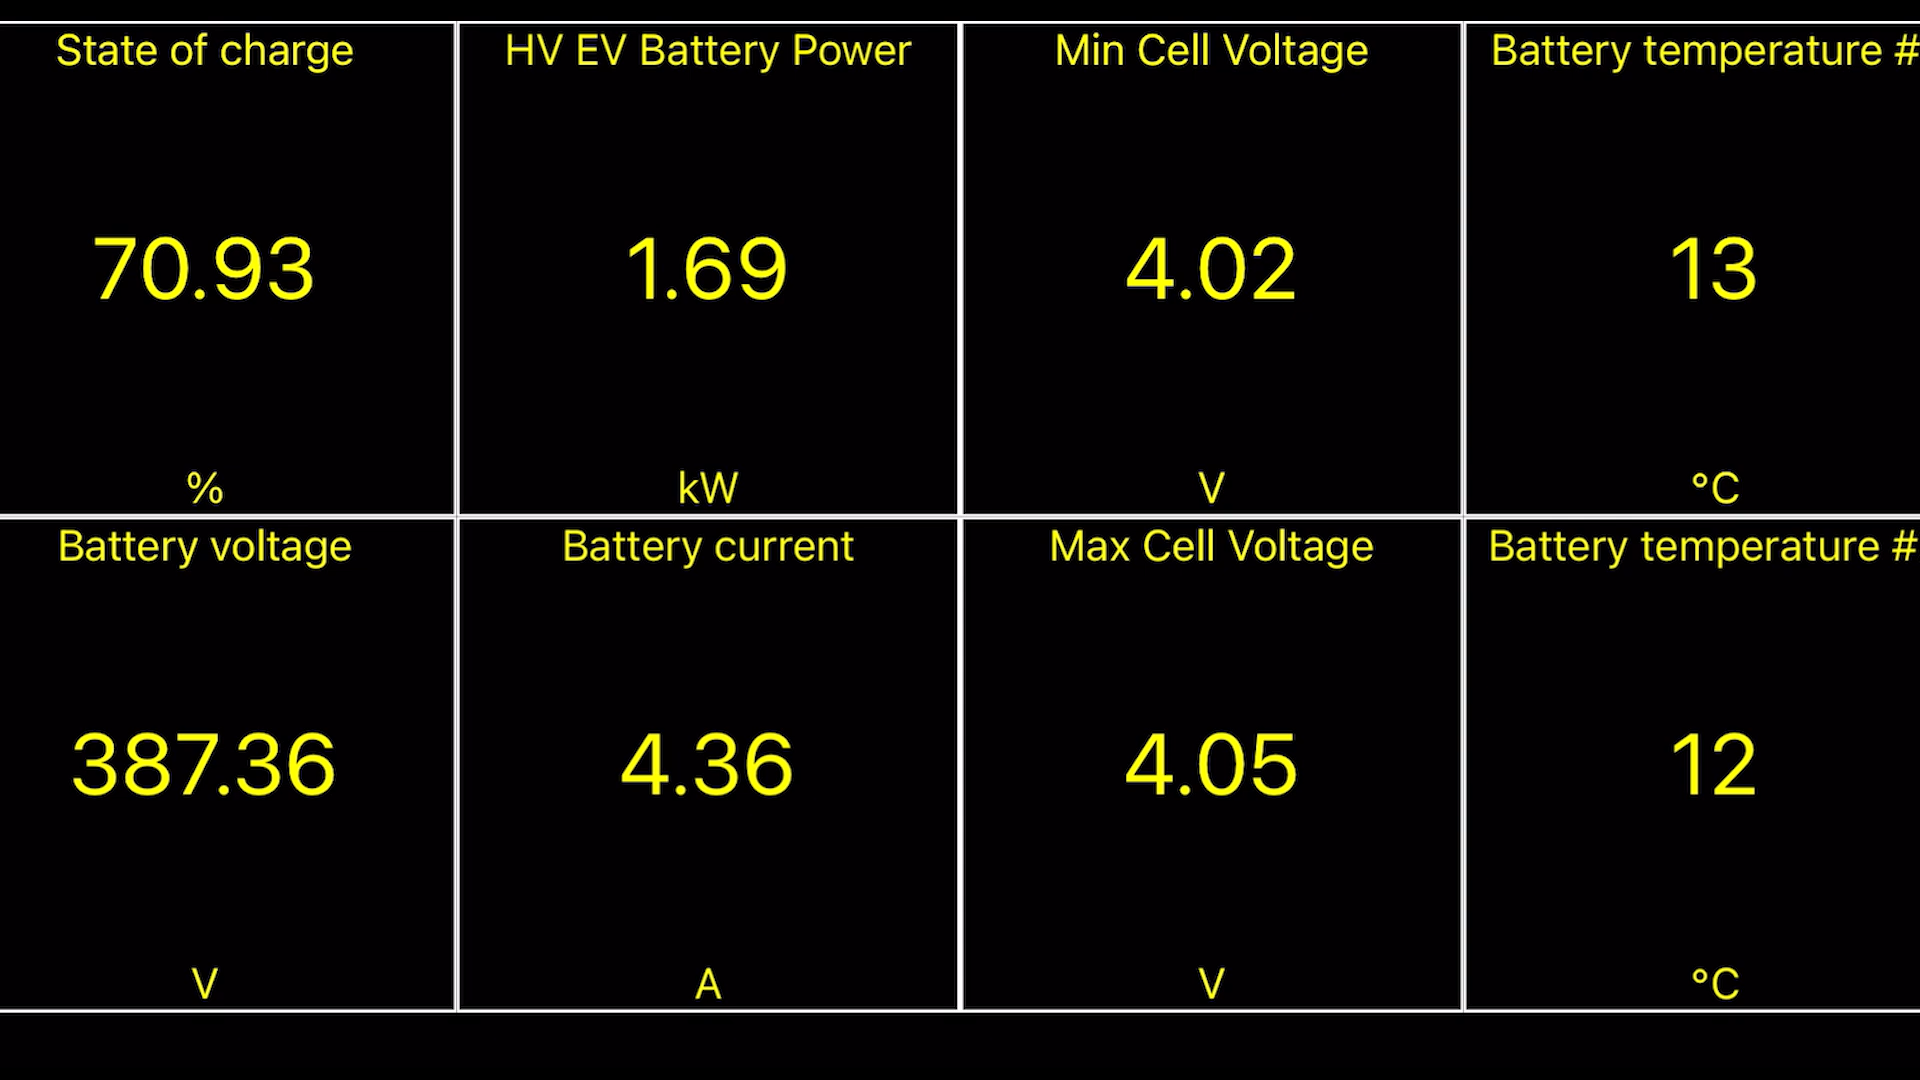 State of charge
70.93
%
HV EV Battery Power
1.69
kW
Min Cell Voltage
4.02
V
Battery temperature #
13
°C
Battery voltage
387.36
V
Battery current
4.36
A
Max Cell Voltage
4.05
V
Battery temperature #
12
°C